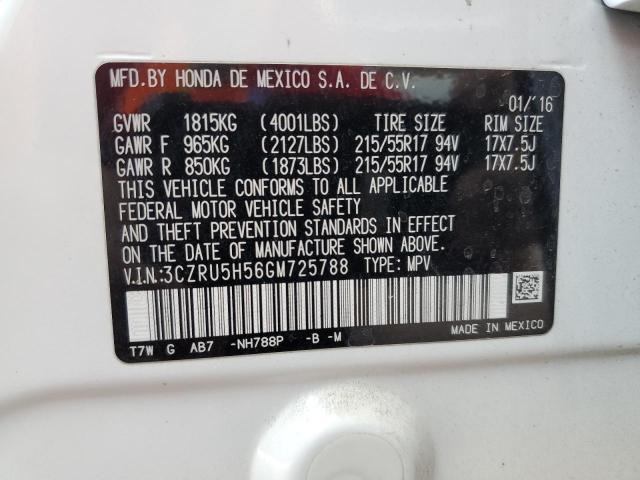 MFD.BY HONDA DE MEXICO S.A. DE C.V.
01/'16
GVWR 1815KG (4001LBS) TIRE SIZE RIM SIZE
GAWR F 965KG (2127LBS) 215/55R17 94V 17X7.5J
GAWR R 850KG (1873LBS) 215/55R17 94V 17X7.5J
THIS VEHICLE CONFORMS TO ALL APPLICABLE
FEDERAL MOTOR VEHICLE SAFETY
AND THEFT PREVENTION STANDARDS IN EFFECT
ON THE DATE OF MANUFACTURE SHOWN ABOVE.
V.I.N:3CZRU5H56GM725788 TYPE: MPV
MADE IN MEXICO
T7W G AB7 -NH788P -B -M